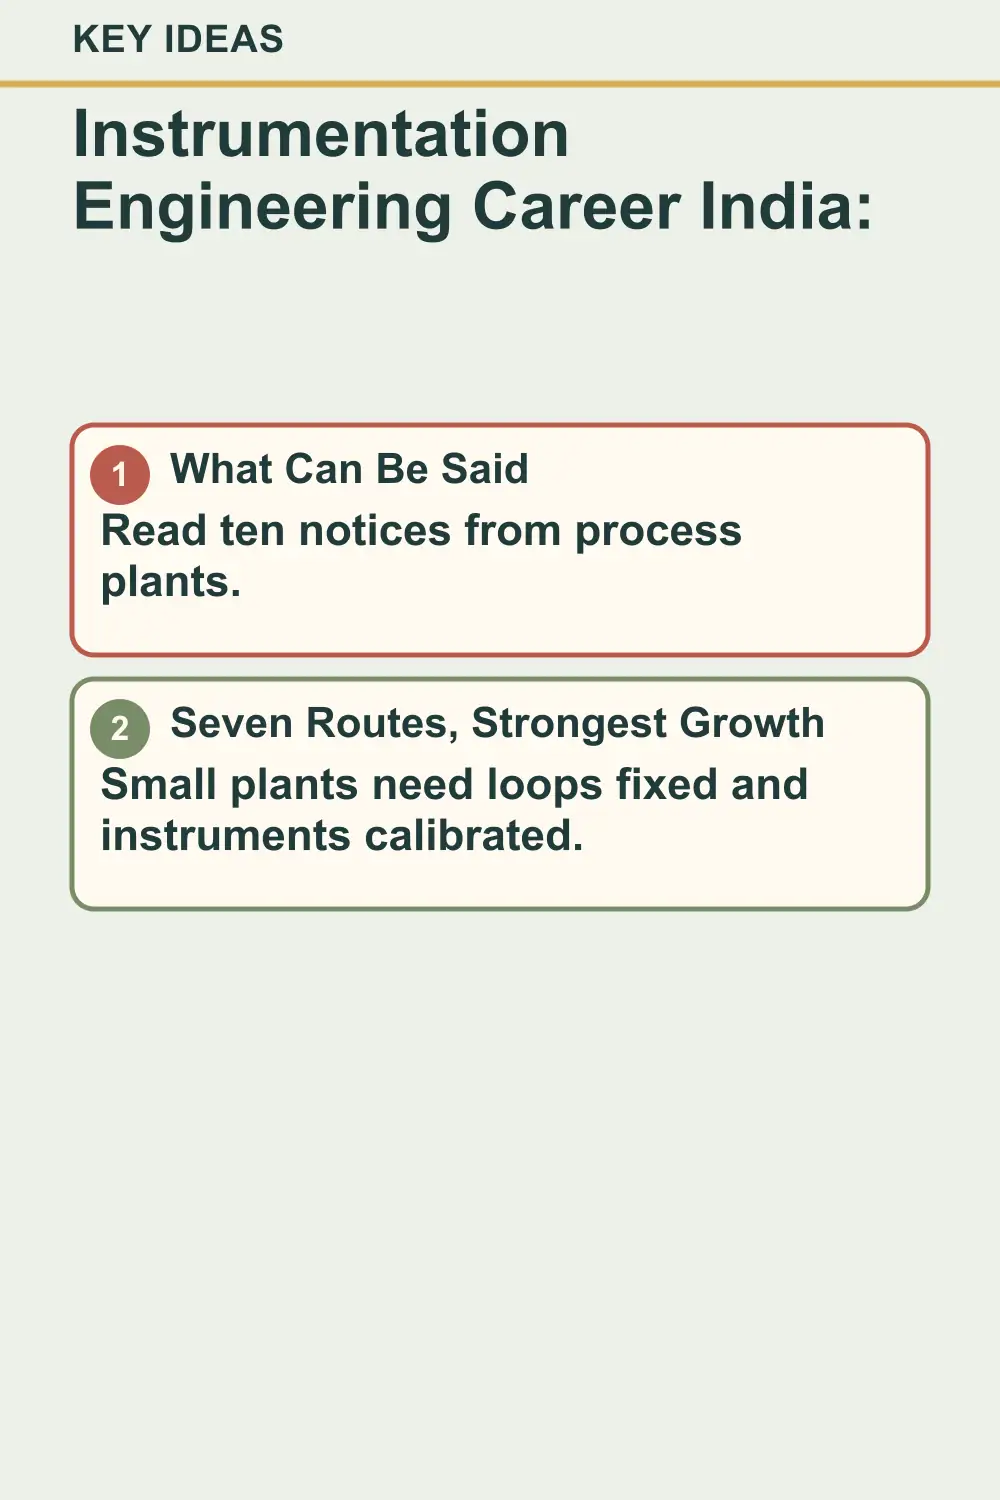 KEY IDEAS
Instrumentation
Engineering Career India:
1 What Can Be Said
Read ten notices from process
plants.
2 Seven Routes, Strongest Growth
Small plants need loops fixed and
instruments calibrated.